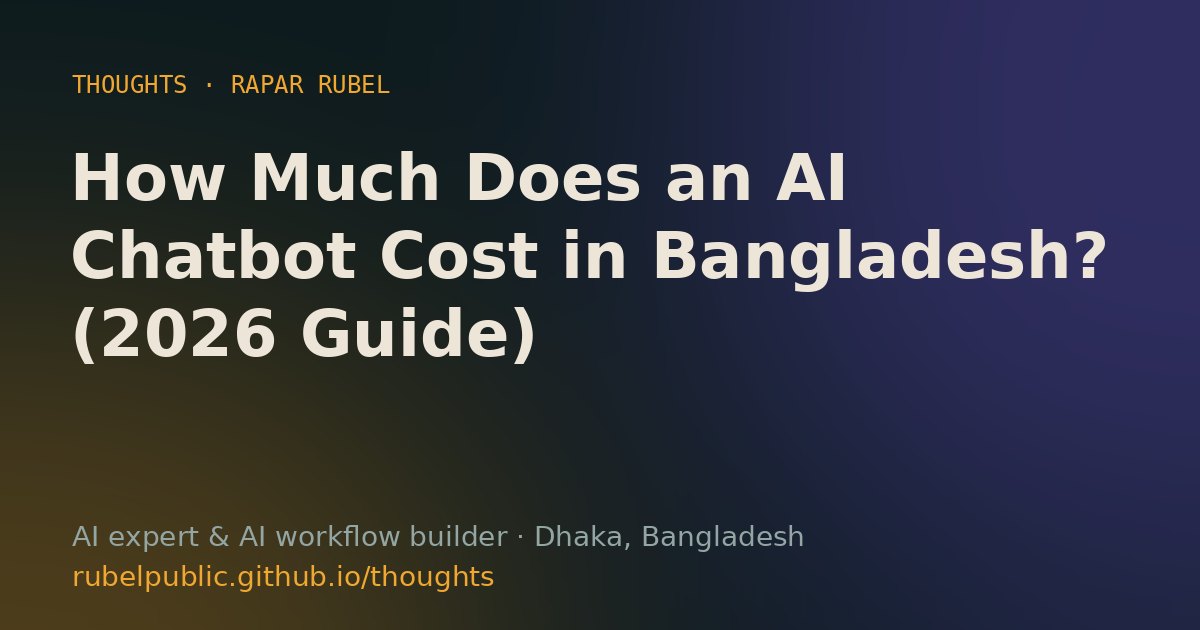 THOUGHTS · RAPAR RUBEL
How Much Does an AI
Chatbot Cost in Bangladesh?
(2026 Guide)
AI expert & AI workflow builder · Dhaka, Bangladesh
rubelpublic.github.io/thoughts